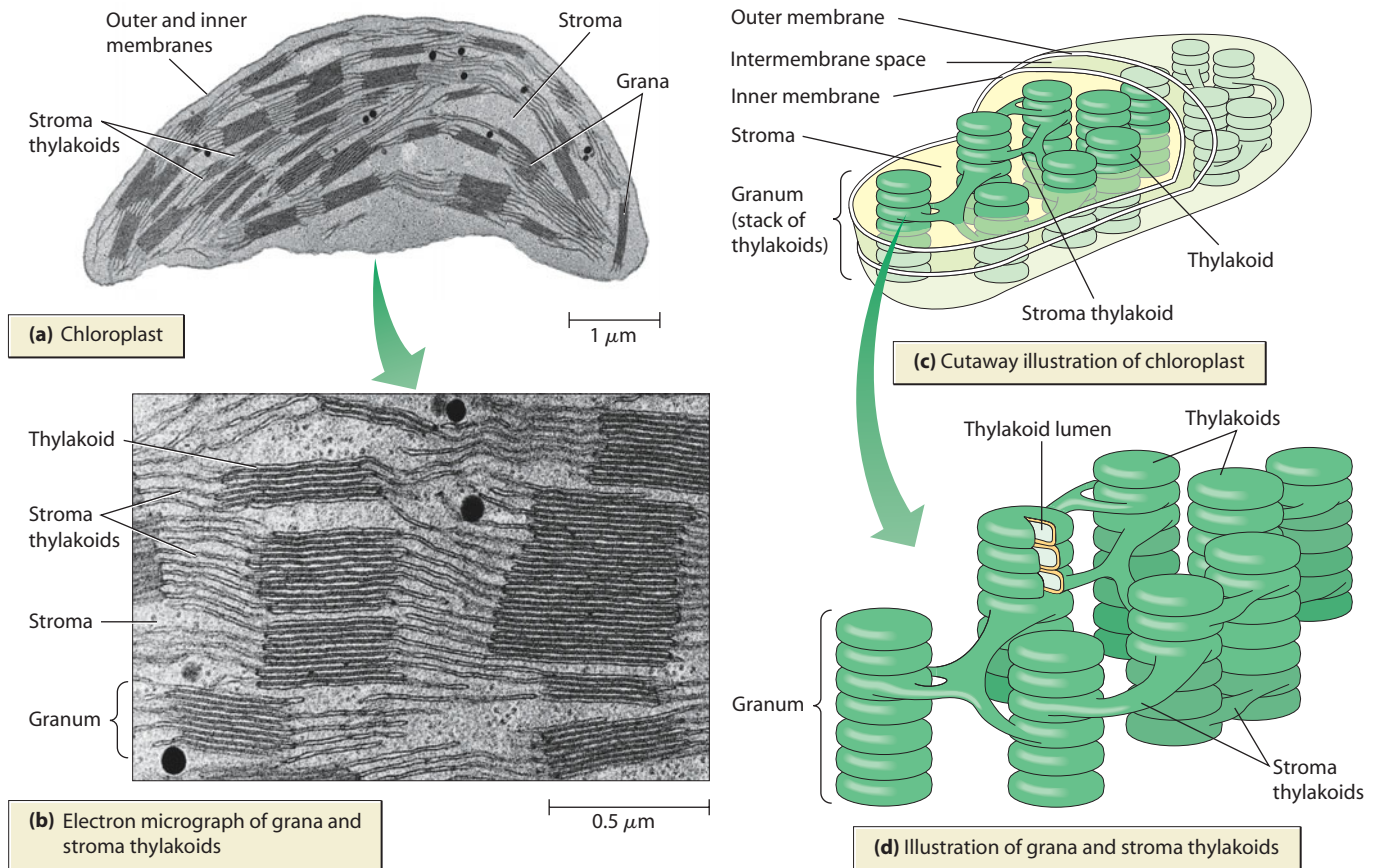 Outer and inner
membranes
Stroma
Grana
Stroma
thylakoids
1 μm
(a) Chloroplast
Thylakoid
Stroma
thylakoids
Stroma
Granum
0.5 μm
(b) Electron micrograph of grana and
stroma thylakoids
Outer membrane
Intermembrane space
Inner membrane
Stroma
Granum
(stack of
thylakoids)
Thylakoid
Stroma thylakoid
(c) Cutaway illustration of chloroplast
Thylakoid lumen
Thylakoids
Granum
Stroma
thylakoids
(d) Illustration of grana and stroma thylakoids